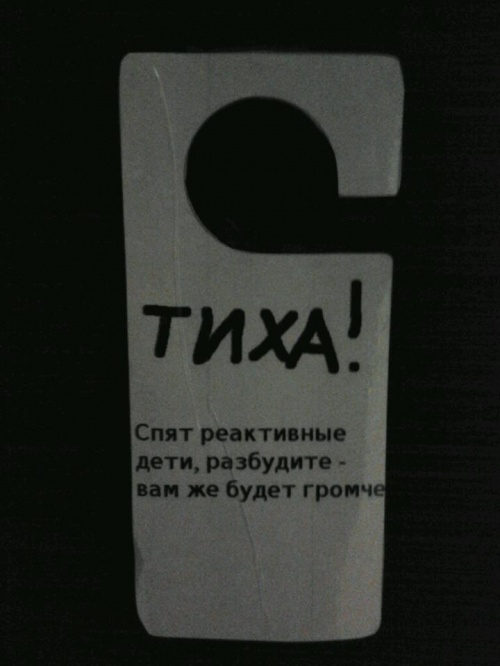 ТИХА!
Спят реактивные
дети, разбудите -
вам же будет громче